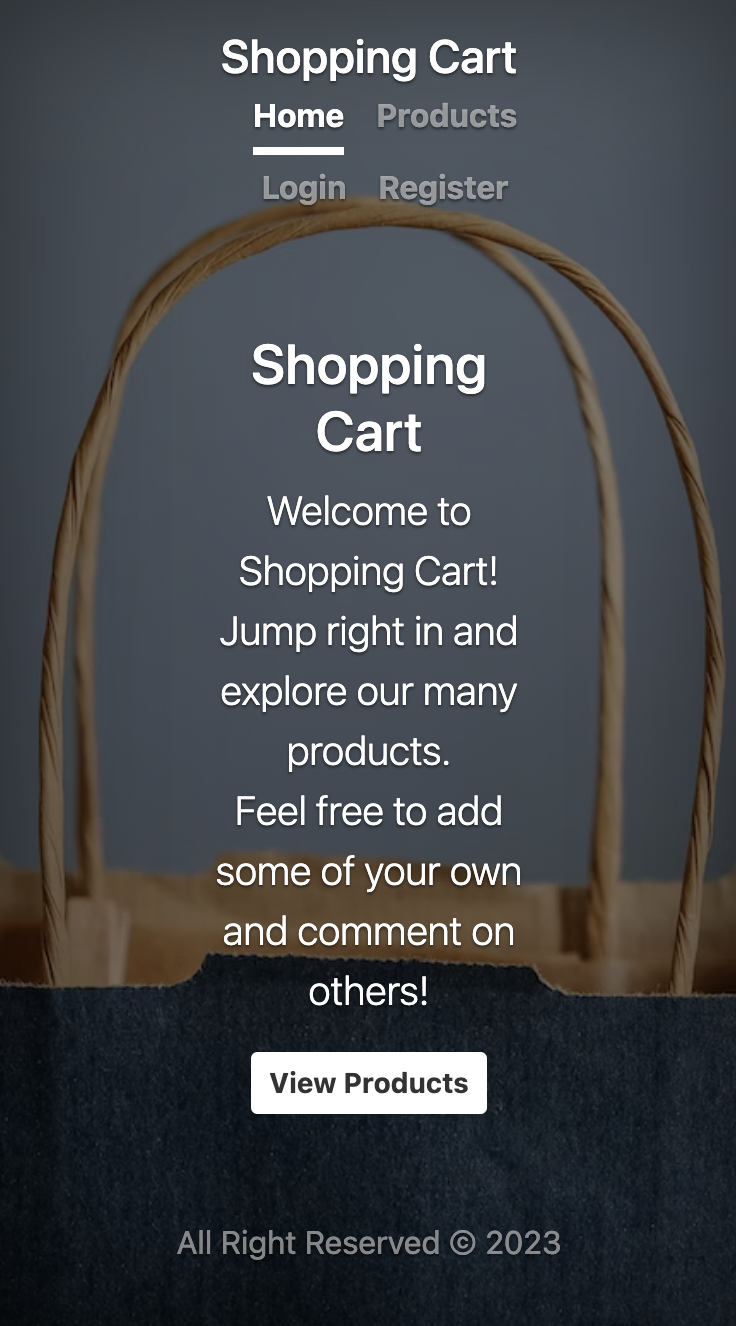 Shopping Cart
Home Products
Login Register
Shopping
Cart
Welcome to
Shopping Cart!
Jump right in and
explore our many
products.
Feel free to add
some of your own
and comment on
others!
View Products
All Right Reserved © 2023